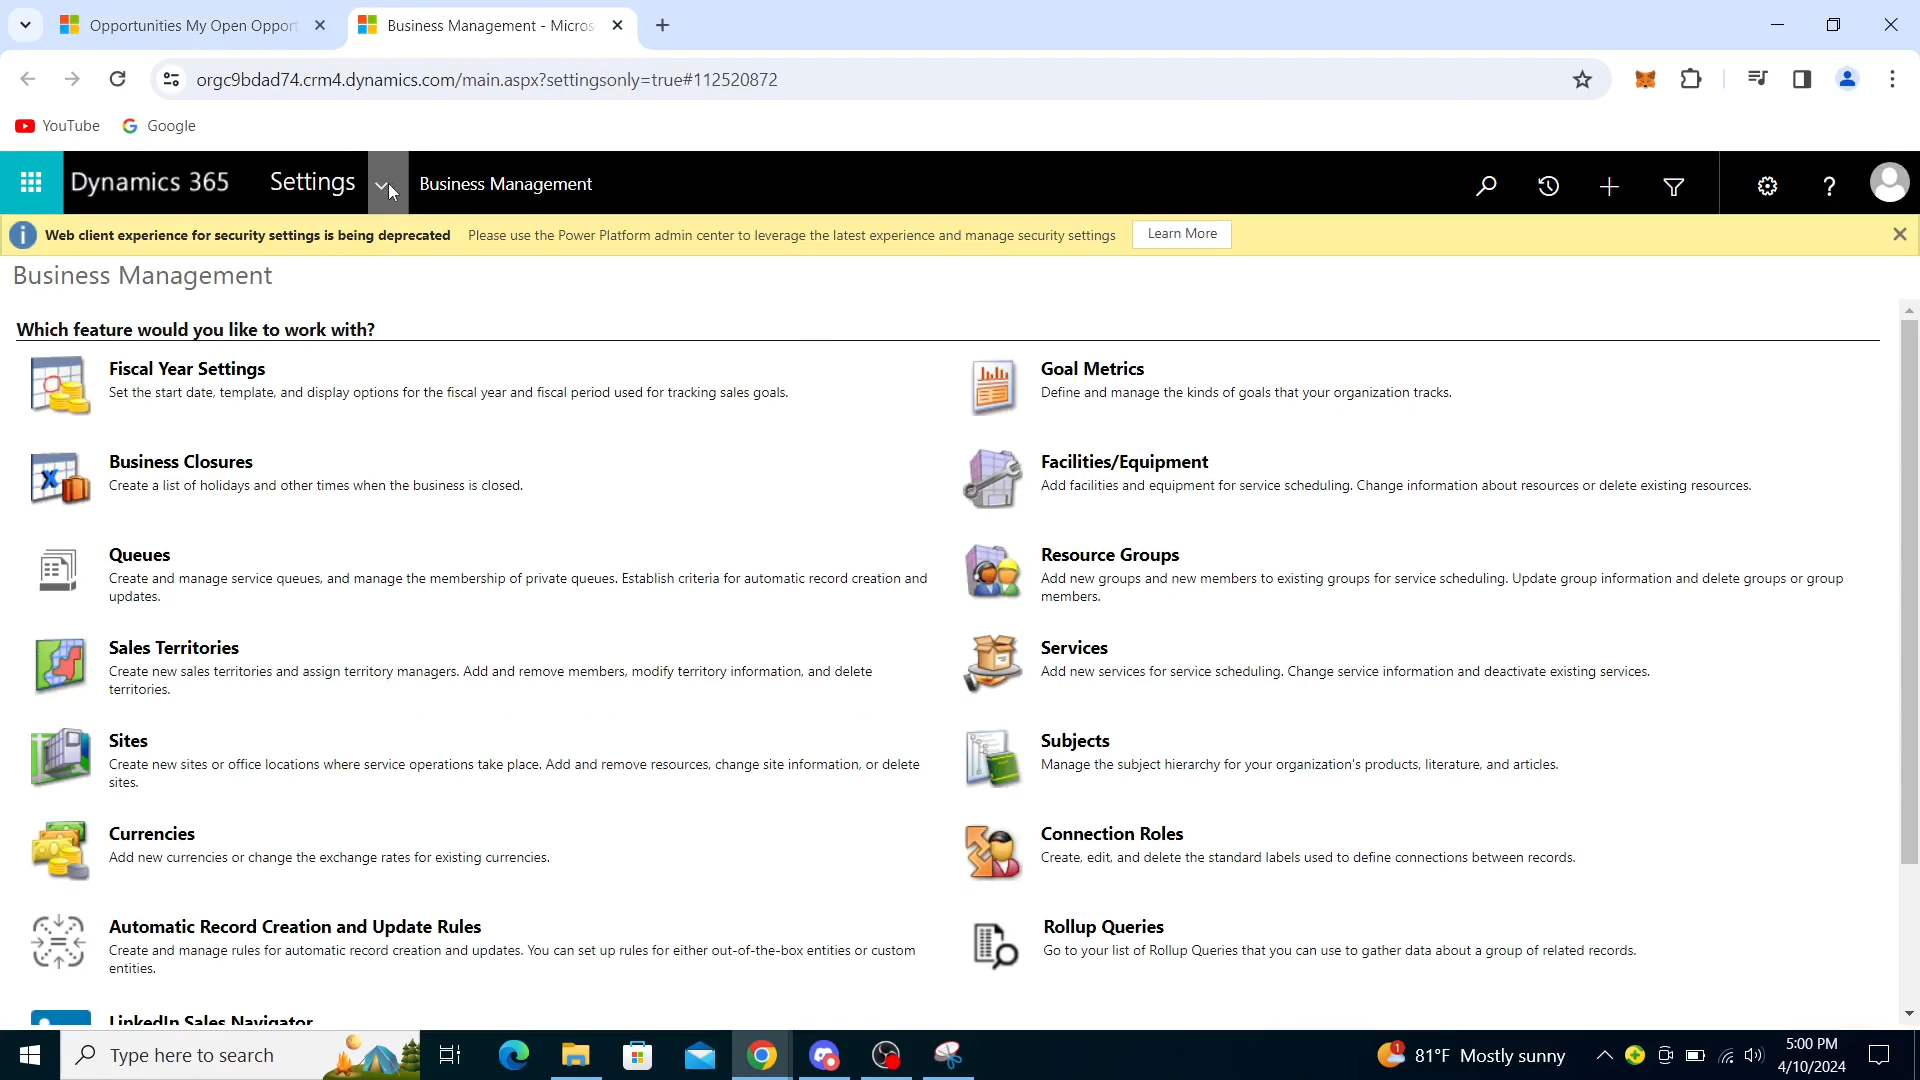 Opportunities My Open Oppor
Business Management - Micros
orgc9bdad74.crm4.dynamics.com/main.aspx?settingsonly=true#112520872
YouTube
Google
Dynamics 365
Settings
Business Management
Web client experience for security settings is being deprecated Please use the Power Platform admin center to leverage the latest experience and manage security settings Learn More
Business Management
Which feature would you like to work with?
Fiscal Year Settings
Set the start date, template, and display options for the fiscal year and fiscal period used for tracking sales goals.
Goal Metrics
Define and manage the kinds of goals that your organization tracks.
Business Closures
Create a list of holidays and other times when the business is closed.
Facilities/Equipment
Add facilities and equipment for service scheduling. Change information about resources or delete existing resources.
Queues
Create and manage service queues, and manage the membership of private queues. Establish criteria for automatic record creation and
updates.
Resource Groups
Add new groups and new members to existing groups for service scheduling. Update group information and delete groups or group
members.
Sales Territories
Create new sales territories and assign territory managers. Add and remove members, modify territory information, and delete
territories.
Services
Add new services for service scheduling. Change service information and deactivate existing services.
Sites
Create new sites or office locations where service operations take place. Add and remove resources, change site information, or delete
sites.
Subjects
Manage the subject hierarchy for your organization's products, literature, and articles.
Currencies
Add new currencies or change the exchange rates for existing currencies.
Connection Roles
Create, edit, and delete the standard labels used to define connections between records.
Automatic Record Creation and Update Rules
Create and manage rules for automatic record creation and updates. You can set up rules for either out-of-the-box entities or custom
entities.
Rollup Queries
Go to your list of Rollup Queries that you can use to gather data about a group of related records.
LinkedIn Sales Navigator
Type here to search
1
81°F Mostly sunny
5:00 PM
4/10/2024